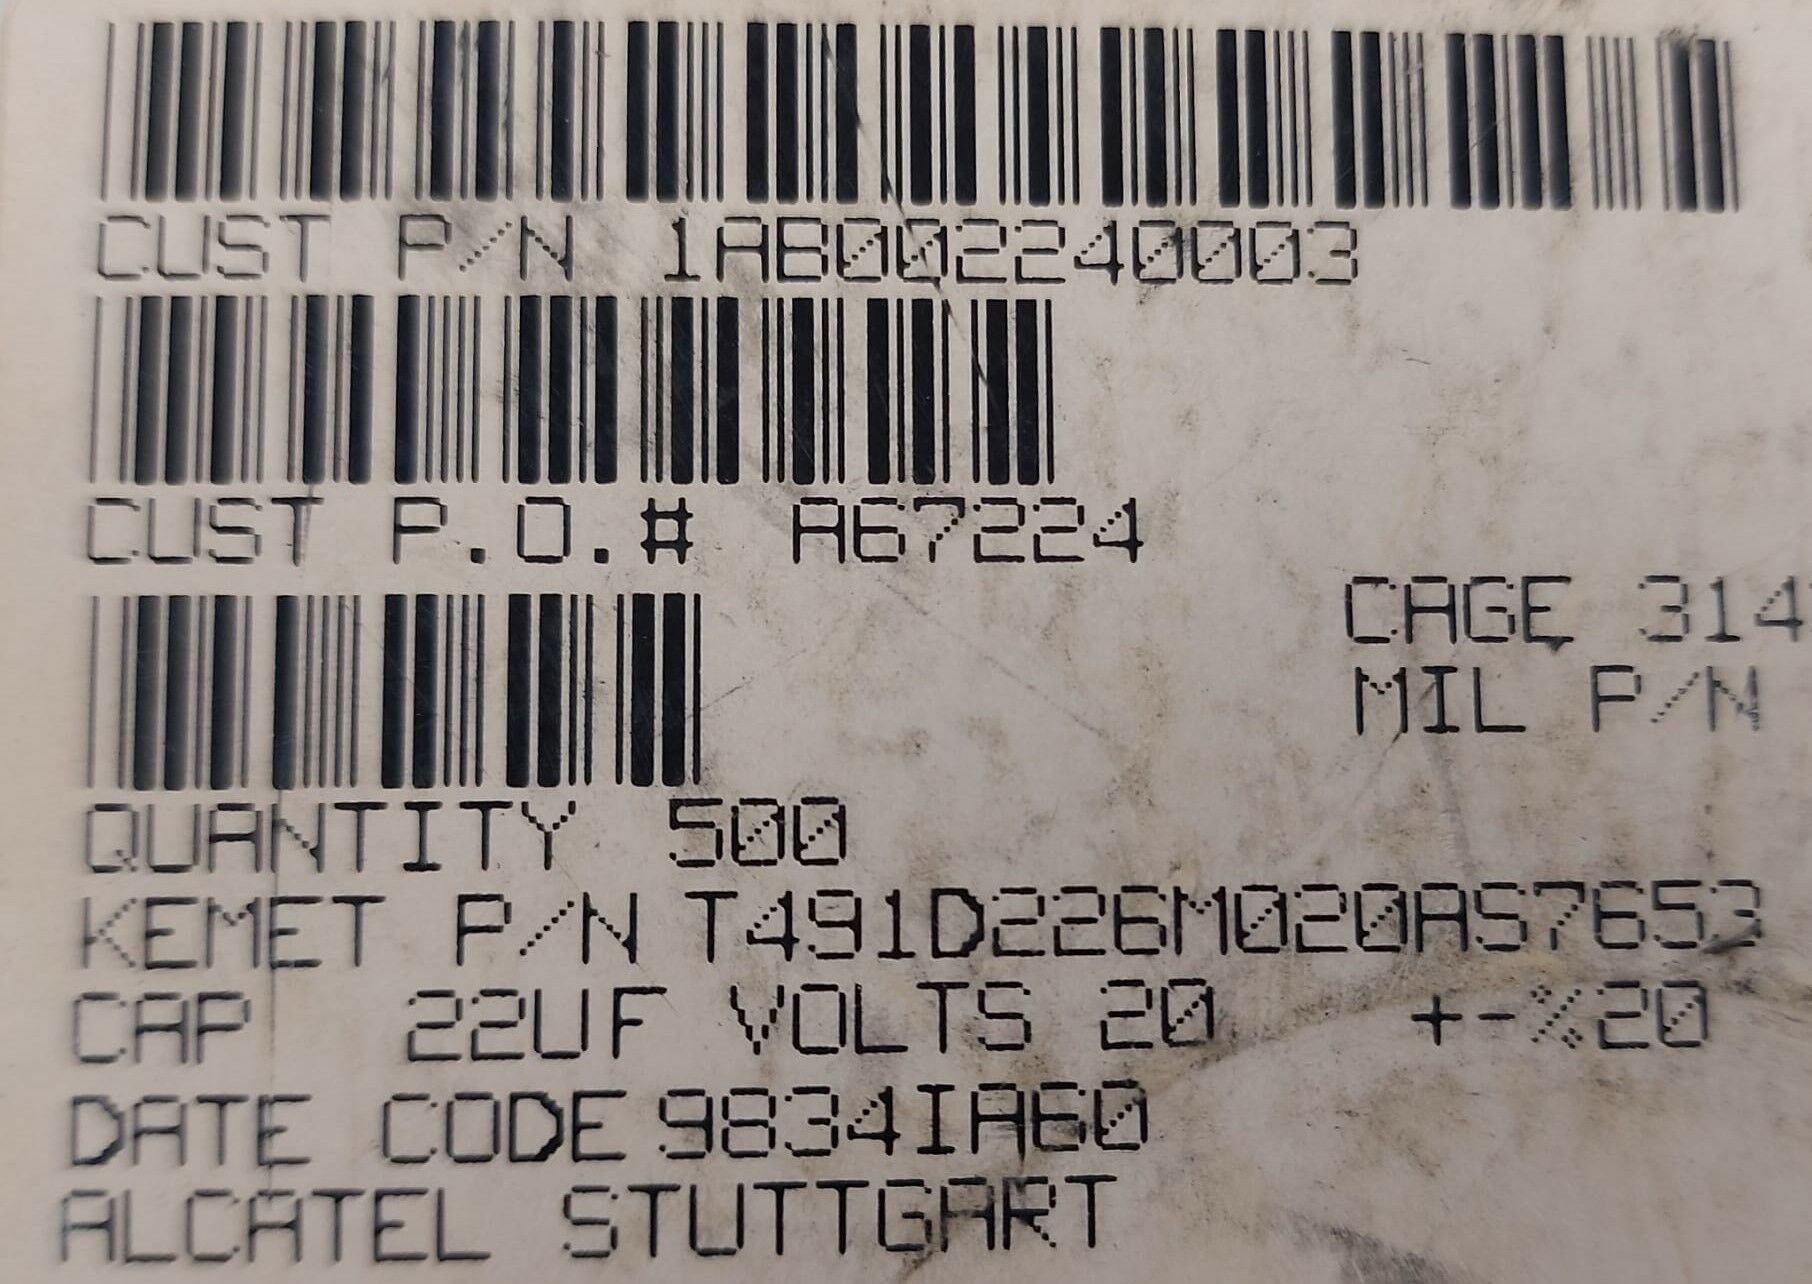 CUST P/N 1AB002240003
CUST P.O.# A67224
CAGE 314
MIL P/N
QUANTITY 500
KEMET P/N T491D226M020AS7653
CAP 22UF VOLTS 20 +-%20
DATE CODE 9834IA60
ALCATEL STUTTGART